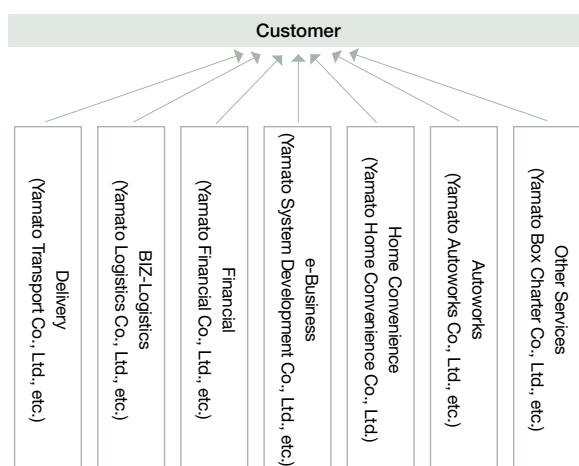 Customer
Delivery
(Yamato Transport Co., Ltd., etc.)
BIZ-Logistics
(Yamato Logistics Co., Ltd., etc.)
Financial
(Yamato Financial Co., Ltd., etc.)
e-Business
(Yamato System Development Co., Ltd., etc.)
Home Convenience
(Yamato Home Convenience Co., Ltd.)
Autoworks
(Yamato Autoworks Co., Ltd., etc.)
Other Services
(Yamato Box Charter Co., Ltd., etc.)